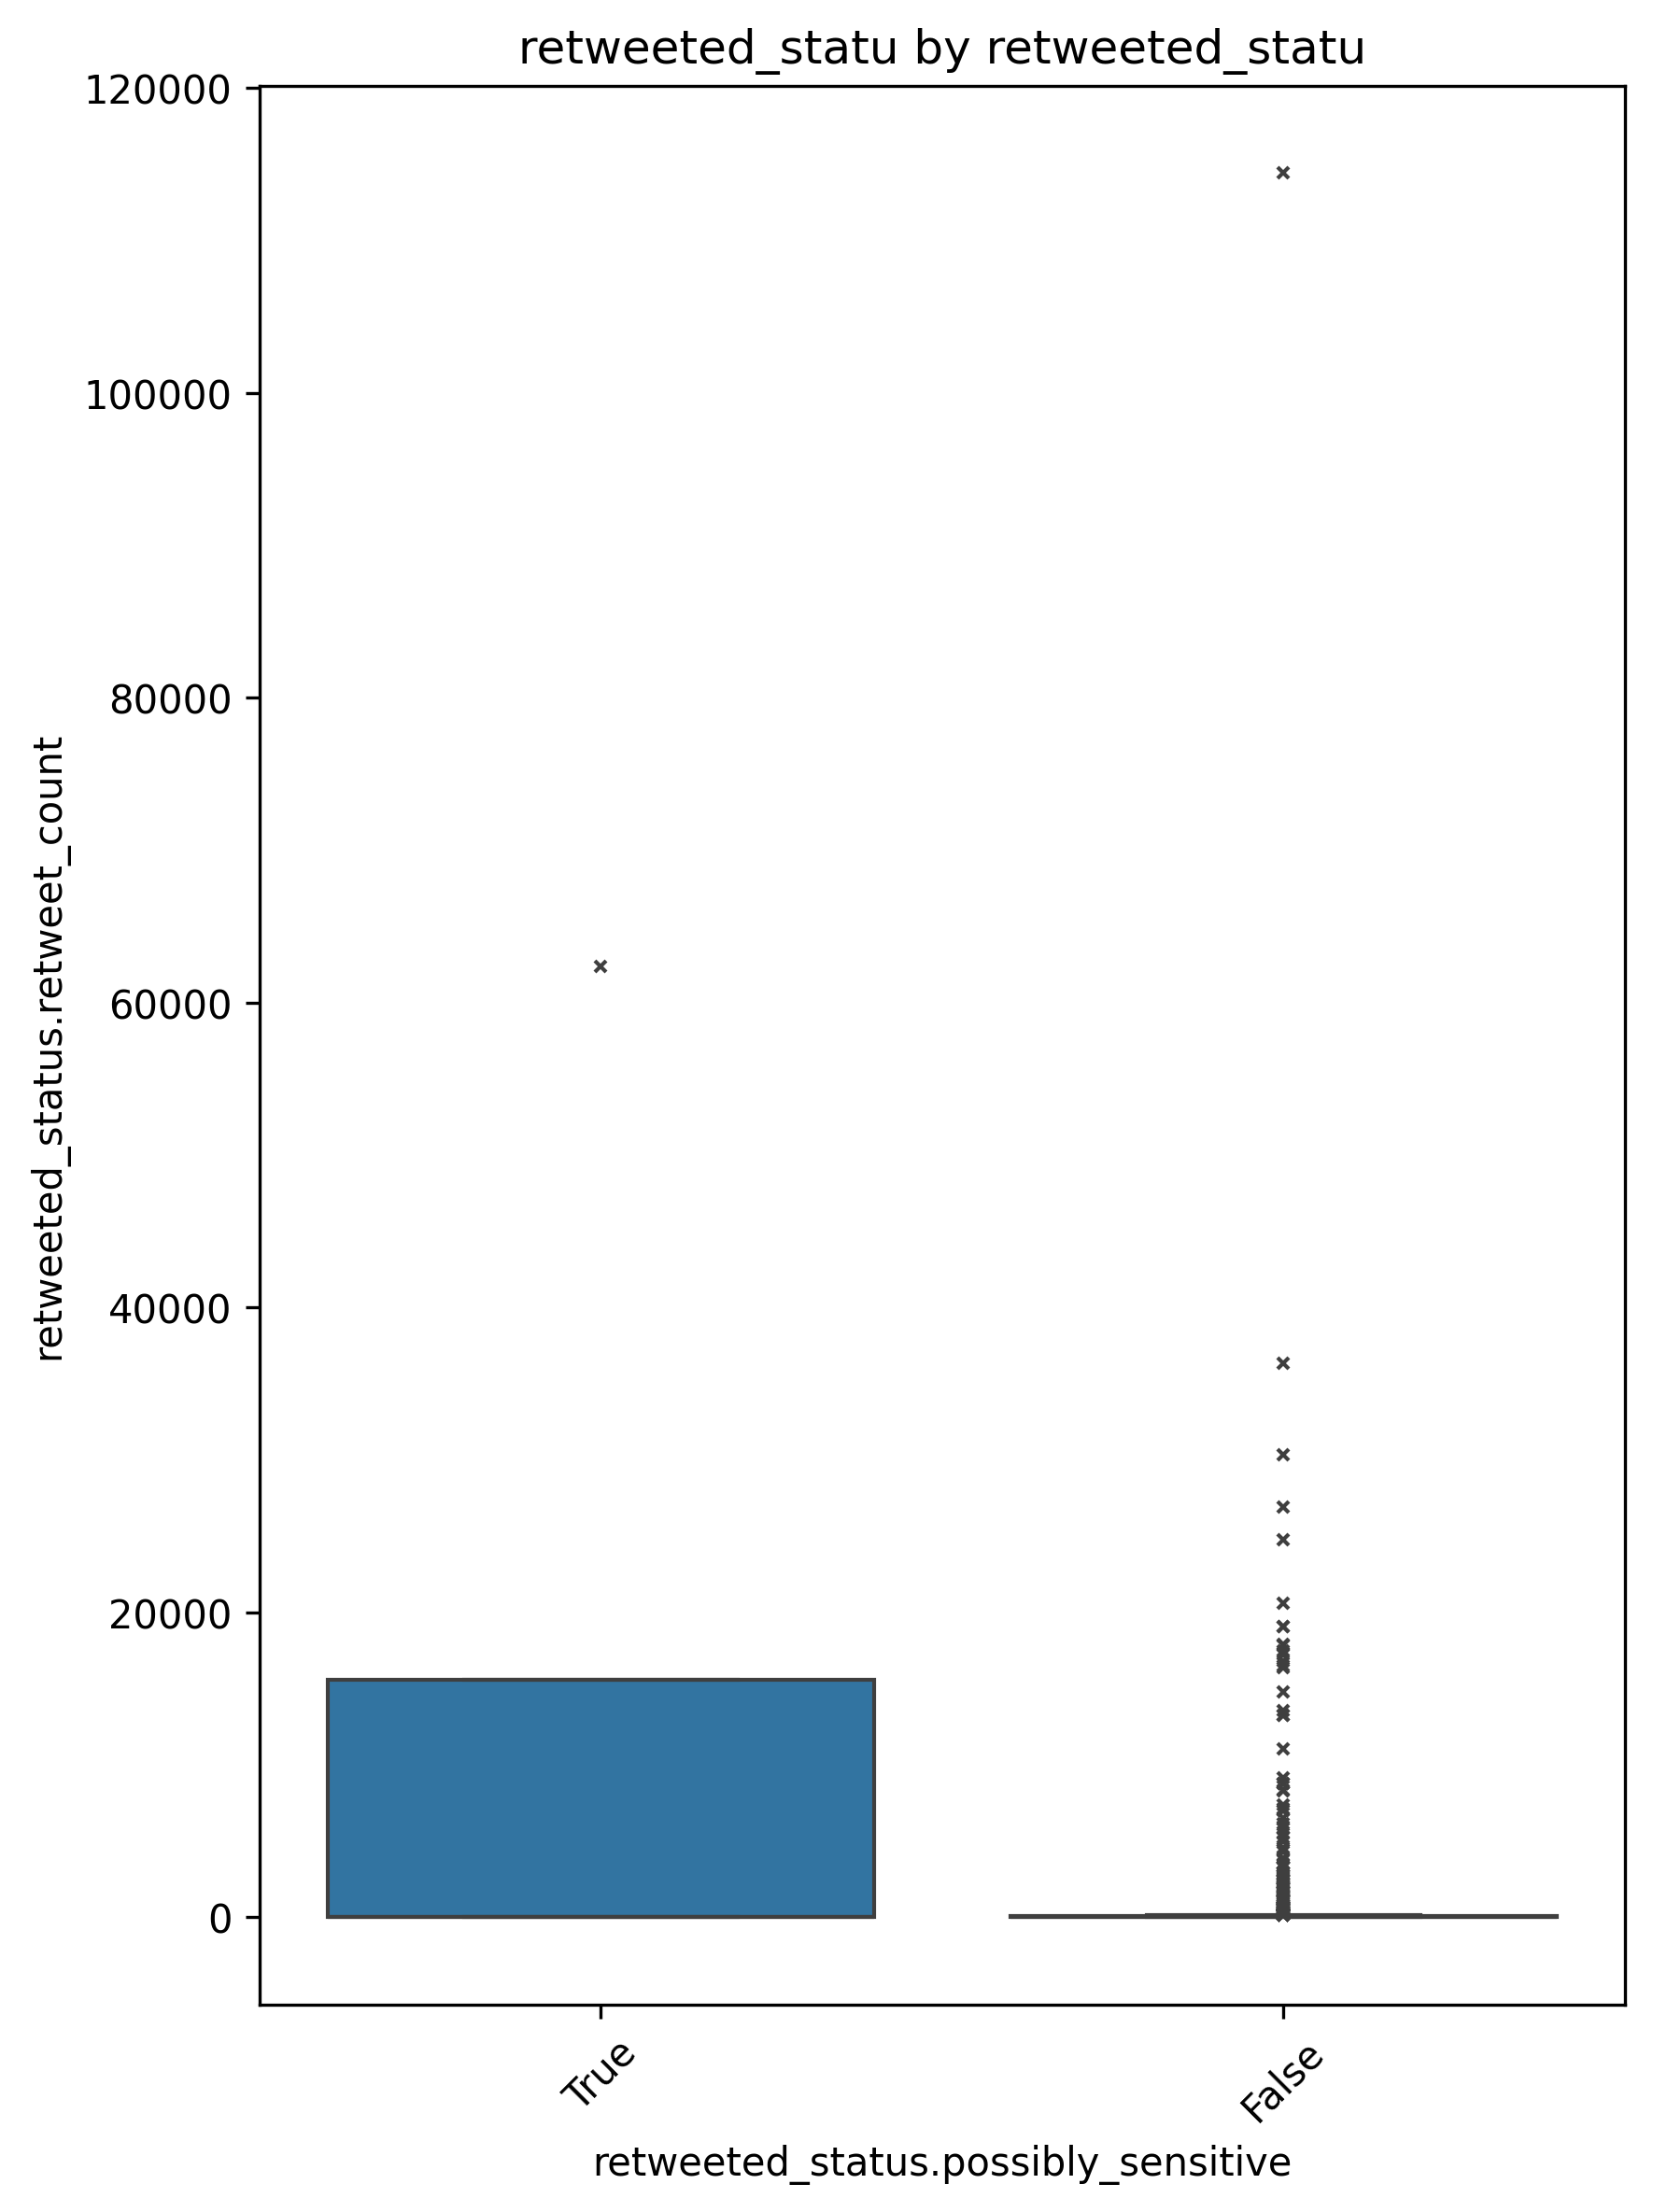 retweeted_statu by retweeted_statu
120000
100000
80000
60000
40000
20000
0
retweeted_status.retweet_count
True
False
retweeted_status.possibly_sensitive